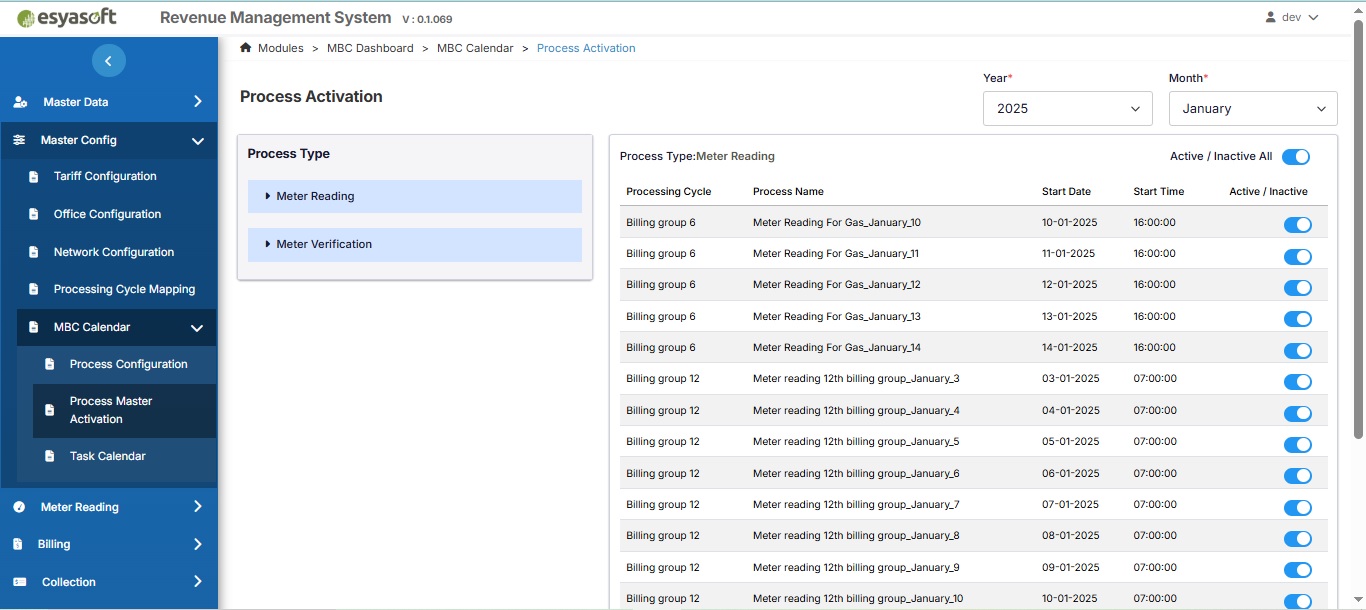 esyasoft
Revenue Management System V : 0.1.069
dev
Modules > MBC Dashboard > MBC Calendar > Process Activation
Master Data
Master Config
Tariff Configuration
Office Configuration
Network Configuration
Processing Cycle Mapping
MBC Calendar
Process Configuration
Process Master
Activation
Task Calendar
Meter Reading
Billing
Collection
Process Activation
Year*
2025
Month*
January
Process Type
Meter Reading
Meter Verification
Process Type:Meter Reading
Active / Inactive All
Processing Cycle Process Name Start Date Start Time Active / Inactive
Billing group 6 Meter Reading For Gas_January_10 10-01-2025 16:00:00
Billing group 6 Meter Reading For Gas_January_11 11-01-2025 16:00:00
Billing group 6 Meter Reading For Gas_January_12 12-01-2025 16:00:00
Billing group 6 Meter Reading For Gas_January_13 13-01-2025 16:00:00
Billing group 6 Meter Reading For Gas_January_14 14-01-2025 16:00:00
Billing group 12 Meter reading 12th billing group_January_3 03-01-2025 07:00:00
Billing group 12 Meter reading 12th billing group_January_4 04-01-2025 07:00:00
Billing group 12 Meter reading 12th billing group_January_5 05-01-2025 07:00:00
Billing group 12 Meter reading 12th billing group_January_6 06-01-2025 07:00:00
Billing group 12 Meter reading 12th billing group_January_7 07-01-2025 07:00:00
Billing group 12 Meter reading 12th billing group_January_8 08-01-2025 07:00:00
Billing group 12 Meter reading 12th billing group_January_9 09-01-2025 07:00:00
Billing group 12 Meter reading 12th billing group_January_10 10-01-2025 07:00:00